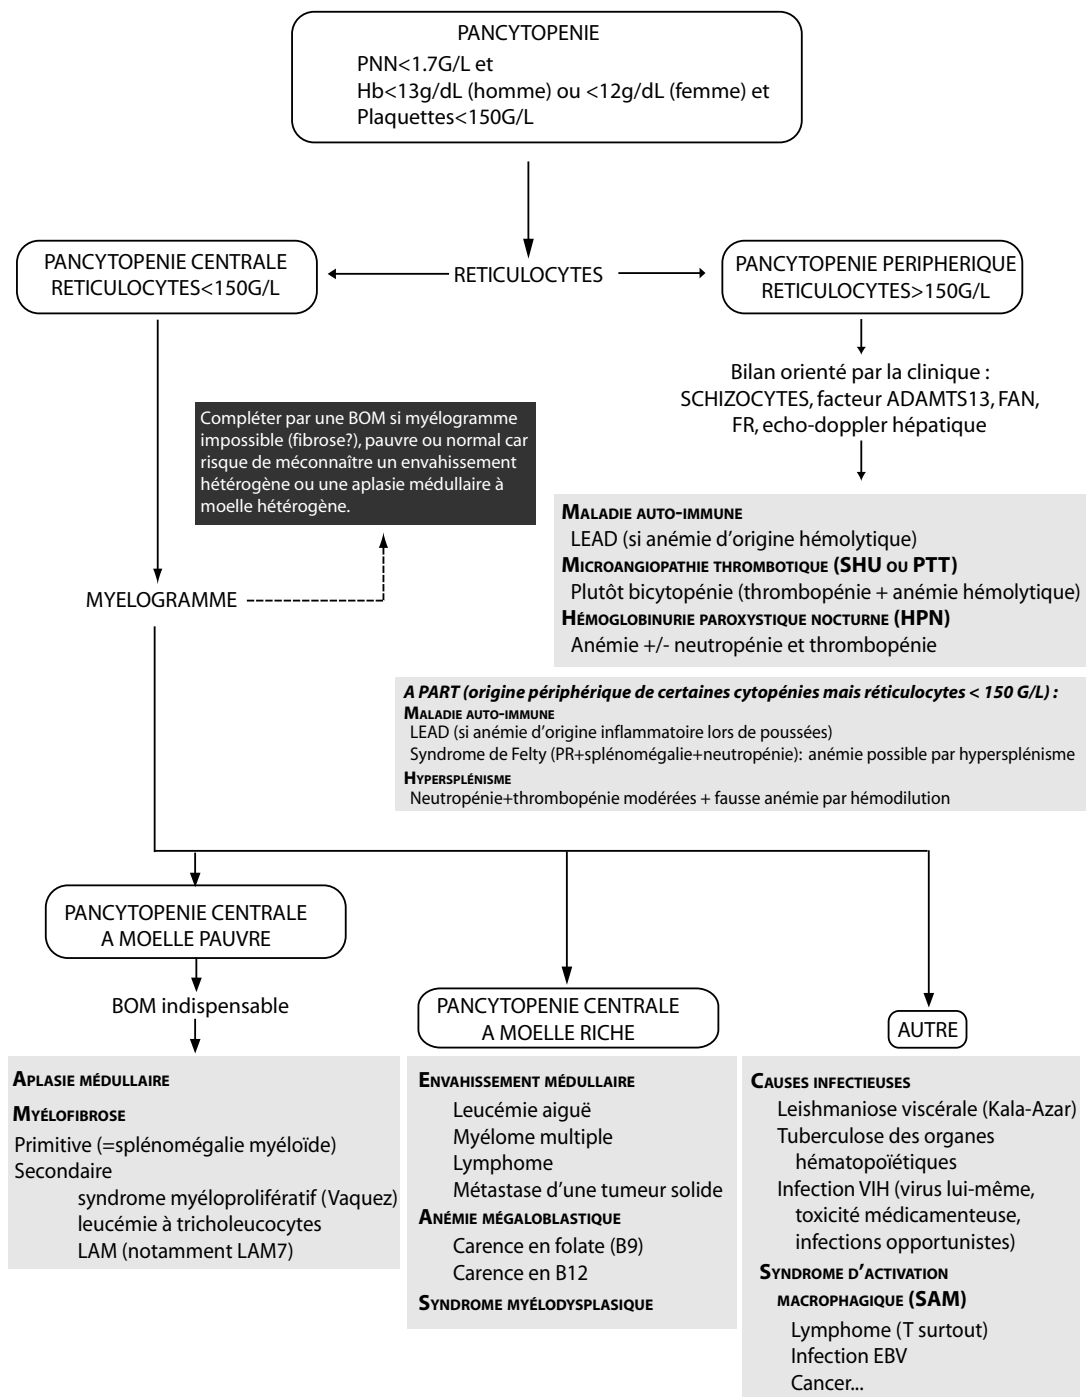 PANCYTOPENIE
PNN<1.7G/L et
Hb<13g/dL (homme) ou <12g/dL (femme) et
Plaquettes<150G/L
PANCYTOPENIE CENTRALE
RETICULOCYTES<150G/L
RETICULOCYTES
PANCYTOPENIE PERIPHERIQUE
RETICULOCYTES>150G/L
Bilan orienté par la clinique :
SCHIZOCYTES, facteur ADAMTS13, FAN,
FR, echo-doppler hépatique
Compléter par une BOM si myélogramme
impossible (fibrose?), pauvre ou normal car
risque de méconnaître un envahissement
hétérogène ou une aplasie médullaire à
moelle hétérogène.
MYELOGRAMME
MALADIE AUTO-IMMUNE
LEAD (si anémie d'origine hémolytique)
MICROANGIOPATHIE THROMBOTIQUE (SHU OU PTT)
Plutôt bicytopénie (thrombopénie + anémie hémolytique)
HÉMOGLOBINURIE PAROXYSTIQUE NOCTURNE (HPN)
Anémie +/- neutropénie et thrombopénie
A PART (origine périphérique de certaines cytopénies mais réticulocytes < 150 G/L) :
MALADIE AUTO-IMMUNE
LEAD (si anémie d'origine inflammatoire lors de poussées)
Syndrome de Felty (PR+splénomégalie+neutropénie): anémie possible par hypersplénisme
HYPERSPLÉNISME
Neutropénie+thrombopénie modérées + fausse anémie par hémodilution
PANCYTOPENIE CENTRALE
A MOELLE PAUVRE
BOM indispensable
APLASIE MÉDULLAIRE
MYÉLOFIBROSE
Primitive (=splénomégalie myéloïde)
Secondaire
syndrome myéloprolifératif (Vaquez)
leucémie à tricholeucocytes
LAM (notamment LAM7)
PANCYTOPENIE CENTRALE
A MOELLE RICHE
ENVAHISSEMENT MÉDULLAIRE
Leucémie aiguë
Myélome multiple
Lymphome
Métastase d'une tumeur solide
ANÉMIE MÉGALOBLASTIQUE
Carence en folate (B9)
Carence en B12
SYNDROME MYÉLODYSPLASIQUE
AUTRE
CAUSES INFECTIEUSES
Leishmaniose viscérale (Kala-Azar)
Tuberculose des organes
hématopoïétiques
Infection VIH (virus lui-même,
toxicité médicamenteuse,
infections opportunistes)
SYNDROME D'ACTIVATION
MACROPHAGIQUE (SAM)
Lymphome (T surtout)
Infection EBV
Cancer...